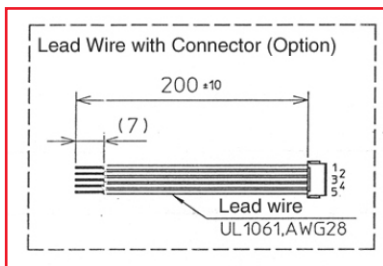 Lead Wire with Connector (Option)
200 ±10
(7)
1
2
3
4
5
Lead wire
UL1061,AWG28